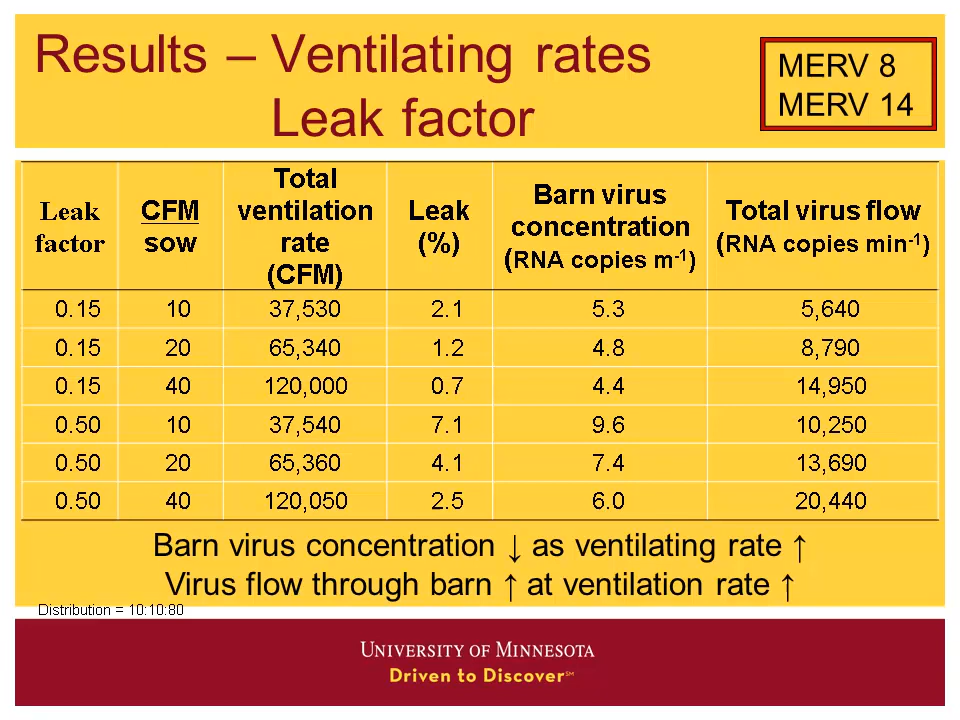 Results – Ventilating rates
Leak factor
MERV 8
MERV 14
Leak factor | CFM sow | Total ventilation rate (CFM) | Leak (%) | Barn virus concentration (RNA copies m-1) | Total virus flow (RNA copies min-1)
0.15 10 37,530 2.1 5.3 5,640
0.15 20 65,340 1.2 4.8 8,790
0.15 40 120,000 0.7 4.4 14,950
0.50 10 37,540 7.1 9.6 10,250
0.50 20 65,360 4.1 7.4 13,690
0.50 40 120,050 2.5 6.0 20,440
Barn virus concentration ↓ as ventilating rate ↑
Virus flow through barn ↑ at ventilation rate ↑
Distribution = 10:10:80
UNIVERSITY OF MINNESOTA
Driven to Discover℠